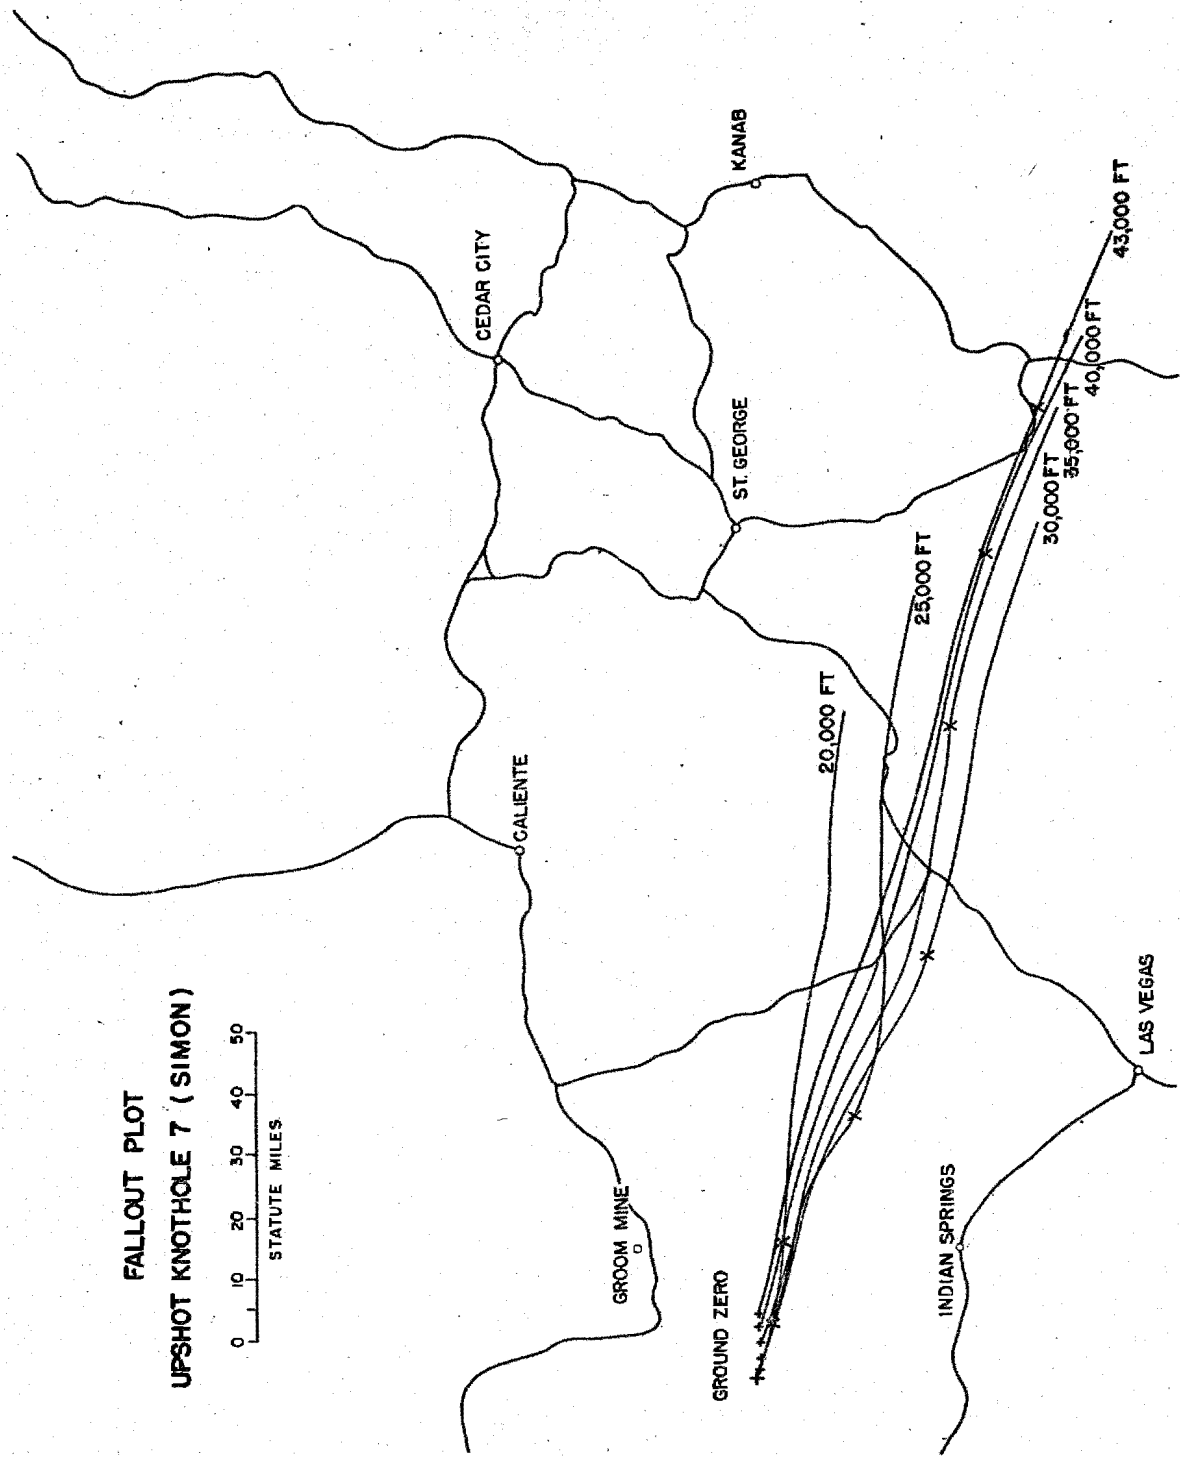 FALLOUT PLOT
UPSHOT KNOTHOLE 7 (SIMON)
0 10 20 30 40 50
STATUTE MILES
CEDAR CITY
KANAB
CALIENTE
ST. GEORGE
GROOM MINE
GROUND ZERO
20,000 FT
25,000 FT
30,000 FT
35,000 FT
40,000 FT
43,000 FT
INDIAN SPRINGS
LAS VEGAS